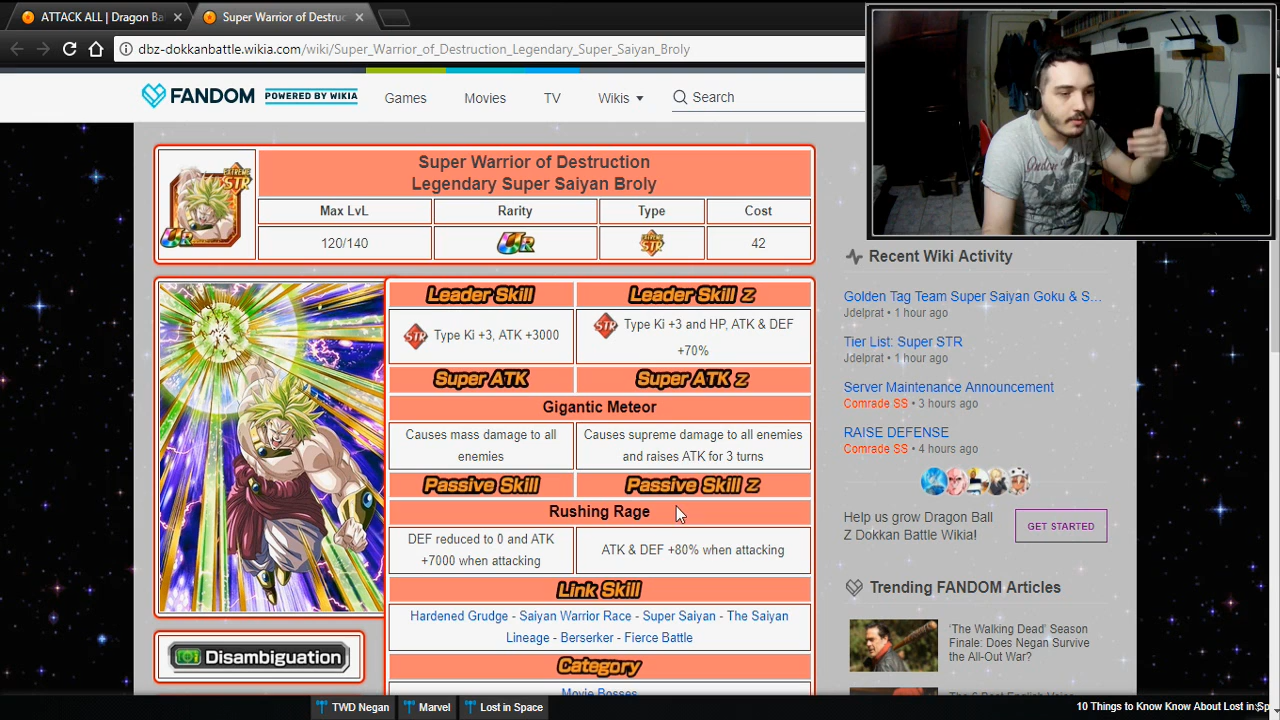 ATTACK ALL | Dragon Ba
Super Warrior of Destruc
dbz-dokkanbattle.wikia.com/wiki/Super_Warrior_of_Destruction_Legendary_Super_Saiyan_Broly
FANDOM POWERED BY WIKIA Games Movies TV Wikis Search
Super Warrior of Destruction
Legendary Super Saiyan Broly
EXTREME STR
UR
Max LvL Rarity Type Cost
120/140 UR EXTREME STR 42
Leader Skill Leader Skill Z
STR Type Ki +3, ATK +3000
STR Type Ki +3 and HP, ATK & DEF
+70%
Super ATK Super ATK Z
Gigantic Meteor
Causes mass damage to all
enemies
Causes supreme damage to all enemies
and raises ATK for 3 turns
Passive Skill Passive Skill Z
Rushing Rage
DEF reduced to 0 and ATK
+7000 when attacking
ATK & DEF +80% when attacking
Link Skill
Hardened Grudge - Saiyan Warrior Race - Super Saiyan - The Saiyan
Lineage - Berserker - Fierce Battle
Category
Movie Bosses
Disambiguation
Recent Wiki Activity
Golden Tag Team Super Saiyan Goku & S...
Jdelprat • 1 hour ago
Tier List: Super STR
Jdelprat • 1 hour ago
Server Maintenance Announcement
Comrade SS • 3 hours ago
RAISE DEFENSE
Comrade SS • 4 hours ago
Help us grow Dragon Ball
Z Dokkan Battle Wikia!
GET STARTED
Trending FANDOM Articles
'The Walking Dead' Season
Finale: Does Negan Survive
the All-Out War?
TWD Negan Marvel Lost in Space
10 Things to Know Know About Lost in Sp